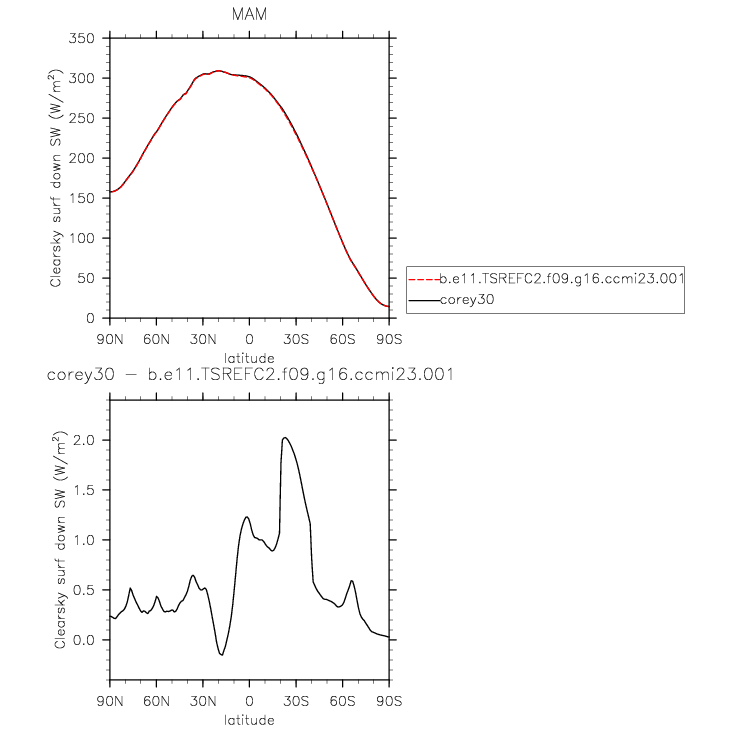 MAM
350
300
250
200
150
100
50
0
Clearsky surf down SW (W/m²)
90N 60N 30N 0 30S 60S 90S
latitude
b.e11.TSREFC2.f09.g16.ccmi23.001
corey30
corey30 − b.e11.TSREFC2.f09.g16.ccmi23.001
2.0
1.5
1.0
0.5
0.0
Clearsky surf down SW (W/m²)
90N 60N 30N 0 30S 60S 90S
latitude